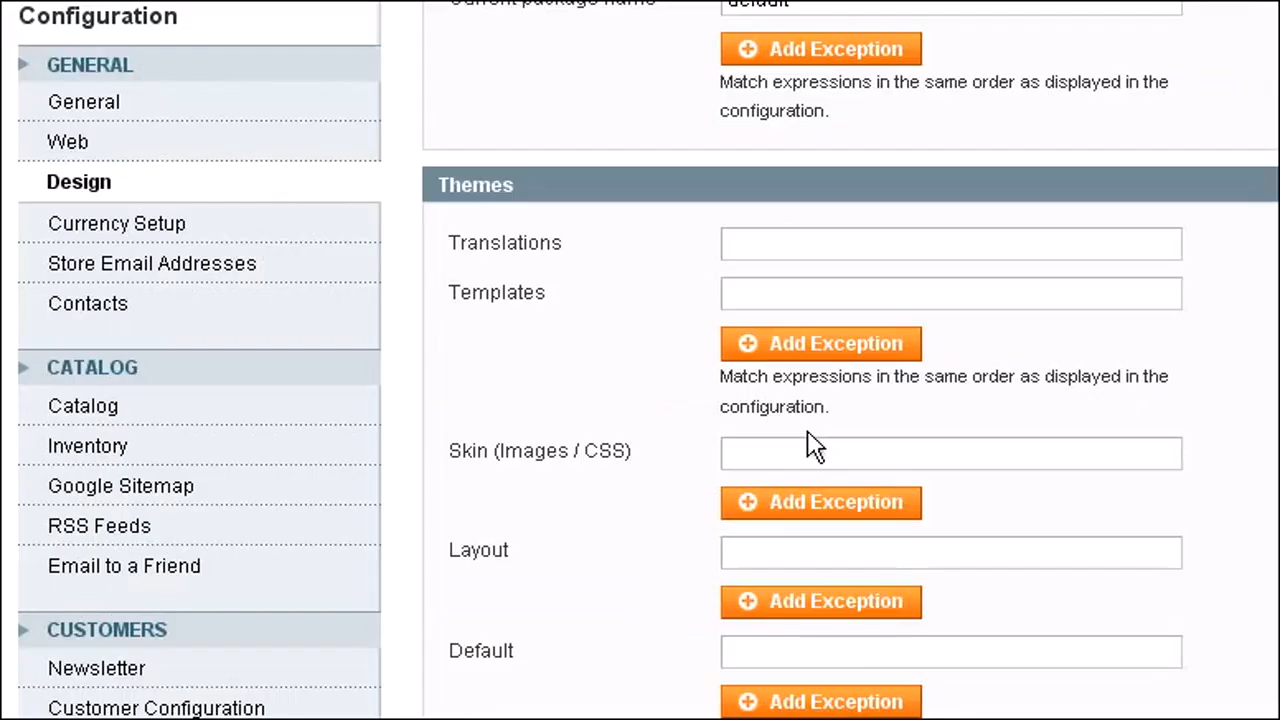 Configuration
GENERAL
General
Web
Design
Currency Setup
Store Email Addresses
Contacts
CATALOG
Catalog
Inventory
Google Sitemap
RSS Feeds
Email to a Friend
CUSTOMERS
Newsletter
Customer Configuration
Current package name
default
Add Exception
Match expressions in the same order as displayed in the
configuration.
Themes
Translations
Templates
Add Exception
Match expressions in the same order as displayed in the
configuration.
Skin (Images / CSS)
Add Exception
Layout
Add Exception
Default
Add Exception